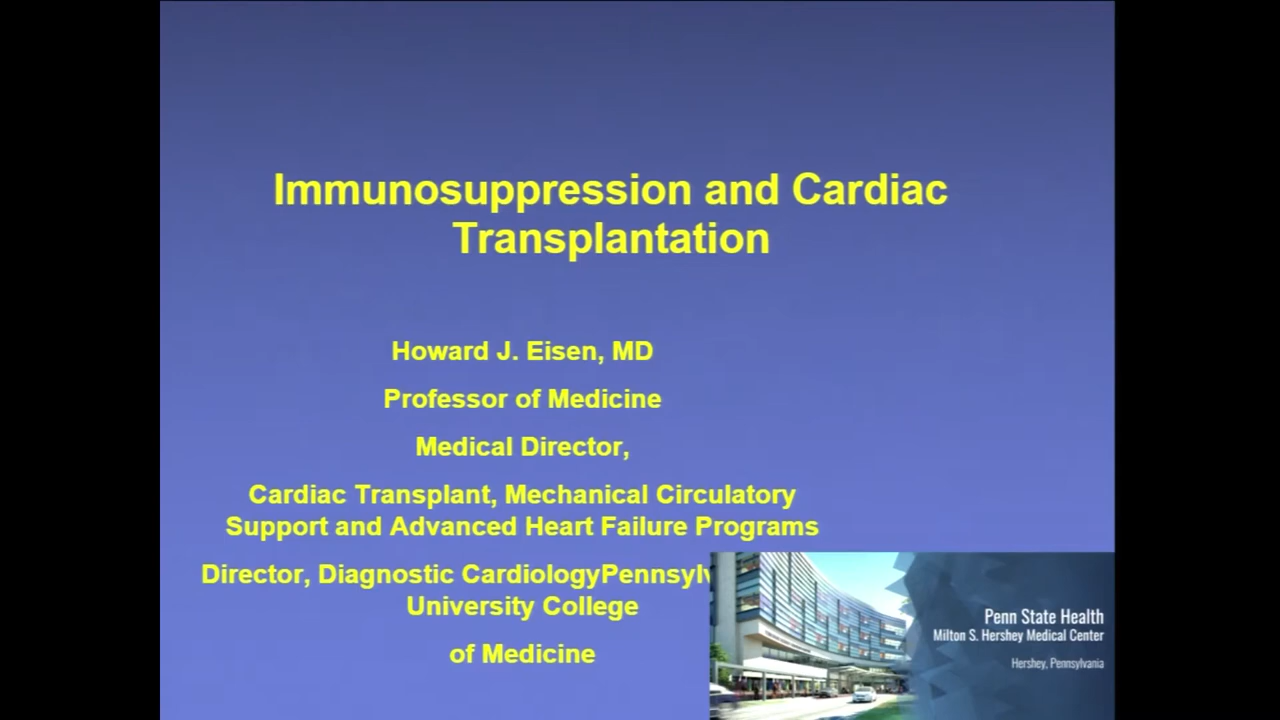 Immunosuppression and Cardiac
Transplantation
Howard J. Eisen, MD
Professor of Medicine
Medical Director,
Cardiac Transplant, Mechanical Circulatory
Support and Advanced Heart Failure Programs
Director, Diagnostic
University College
of Medicine
Penn State Health
Milton S. Hershey Medical Center
Hershey, Pennsylvania